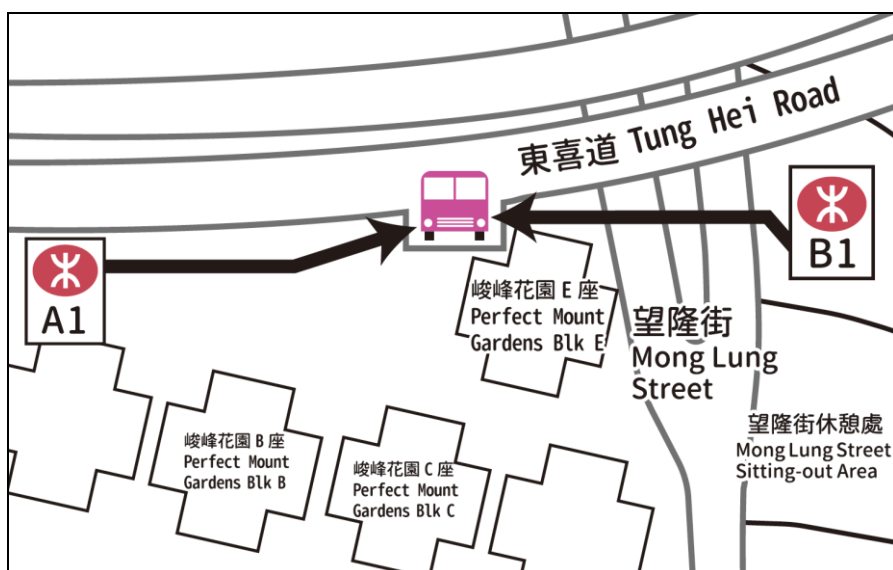 東喜道 Tung Hei Road
A1
B1
峻峰花園 E 座
Perfect Mount
Gardens Blk E
望隆街
Mong Lung
Street
峻峰花園 B 座
Perfect Mount
Gardens Blk B
峻峰花園 C 座
Perfect Mount
Gardens Blk C
望隆街休憩處
Mong Lung Street
Sitting-out Area